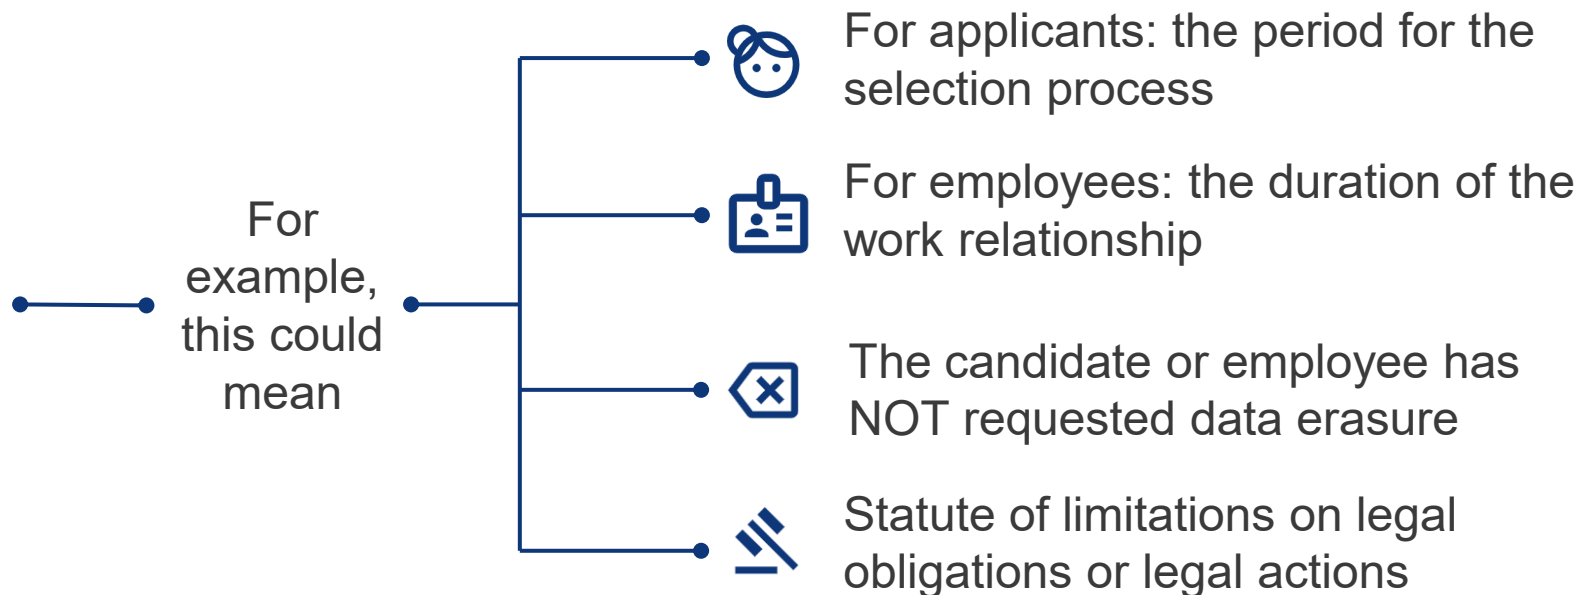 For
example,
this could
mean
For applicants: the period for the
selection process
For employees: the duration of the
work relationship
The candidate or employee has
NOT requested data erasure
Statute of limitations on legal
obligations or legal actions